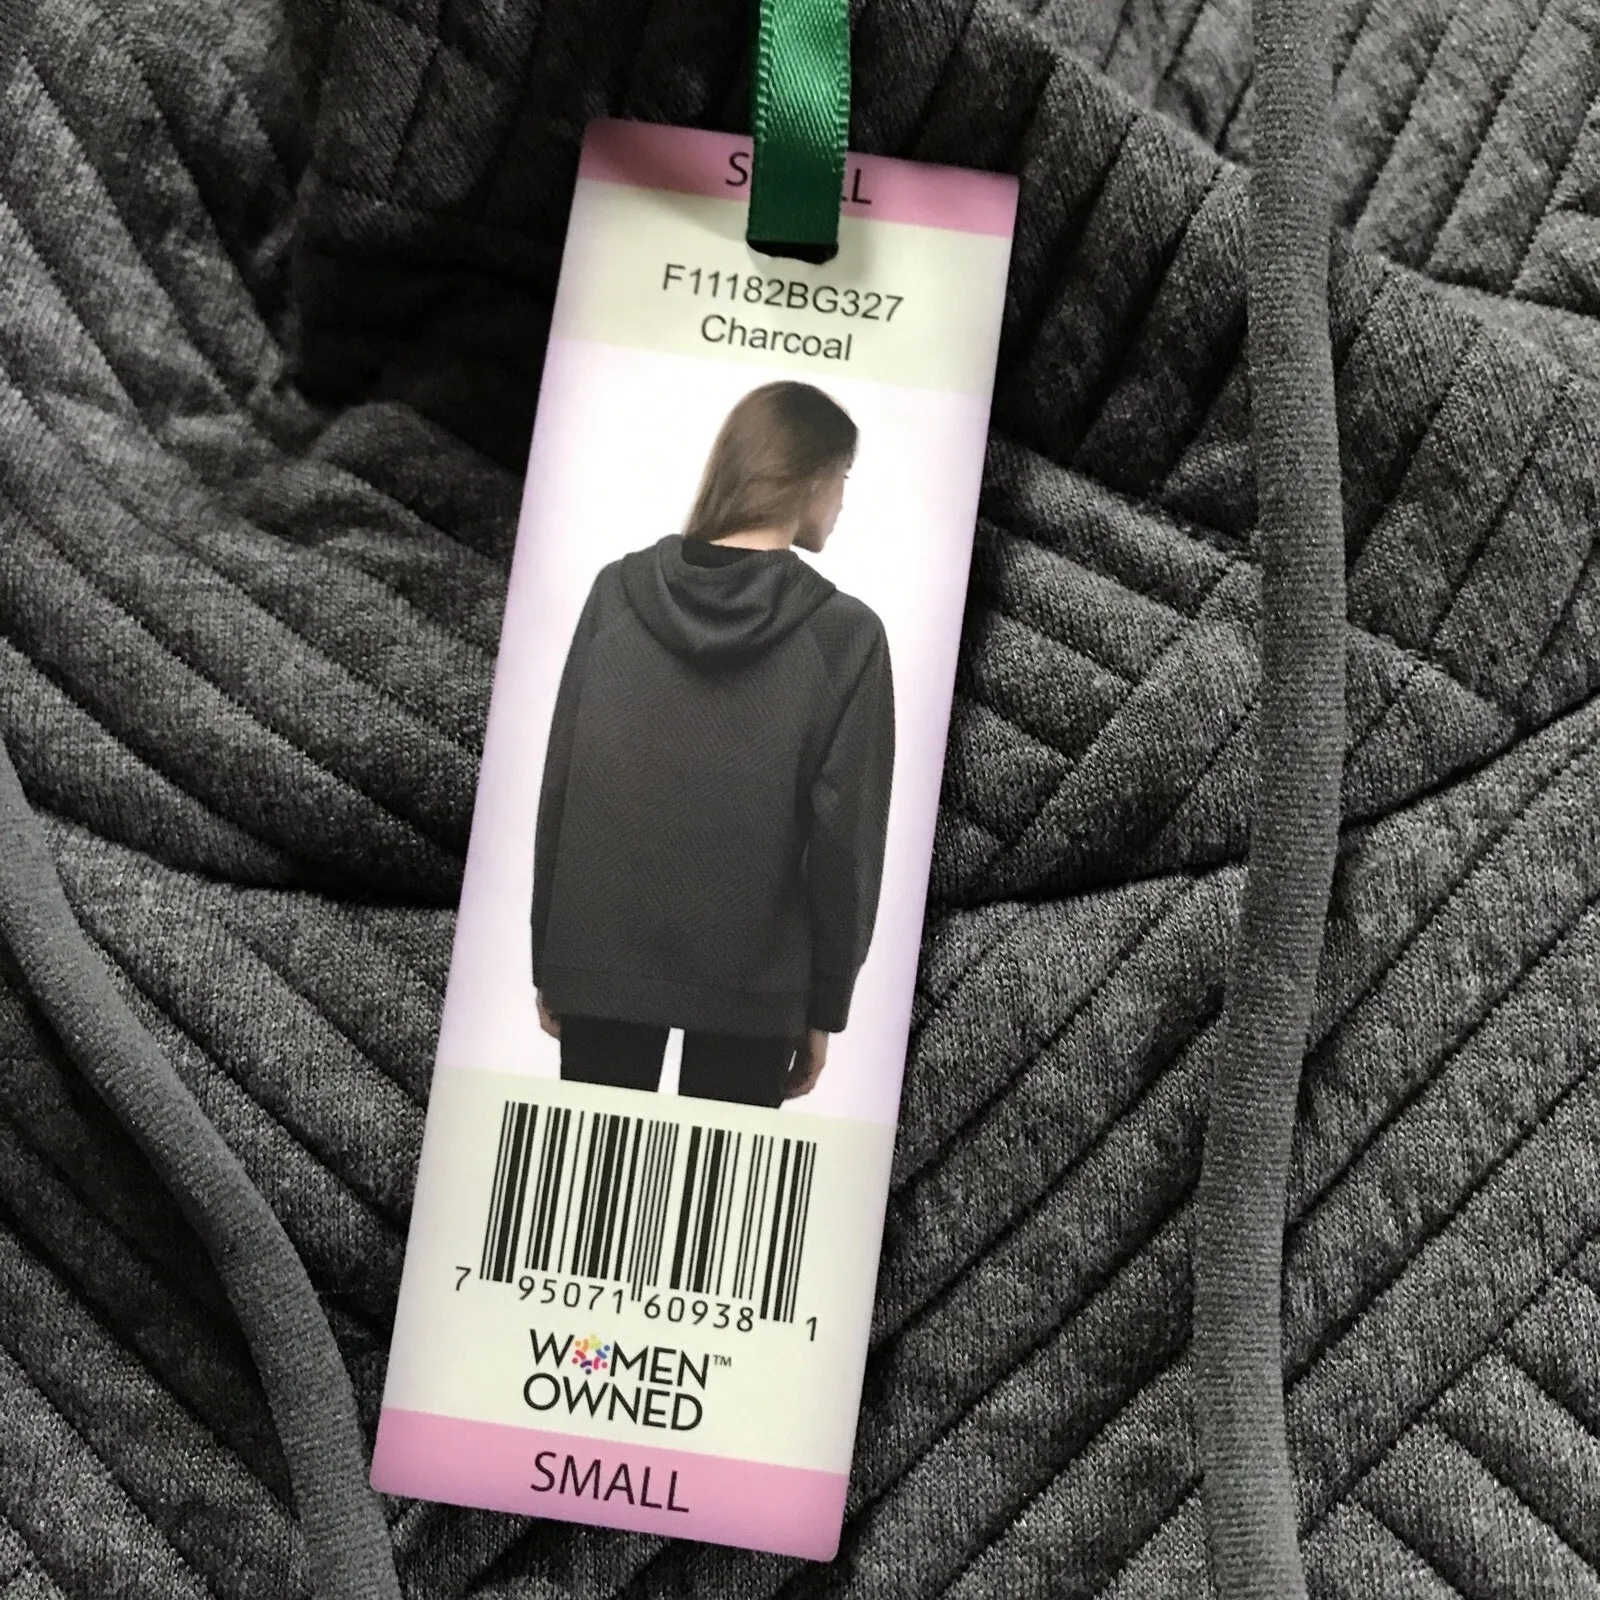 F11182BG327
Charcoal
7 95071 60938 1
WOMEN™
OWNED
SMALL